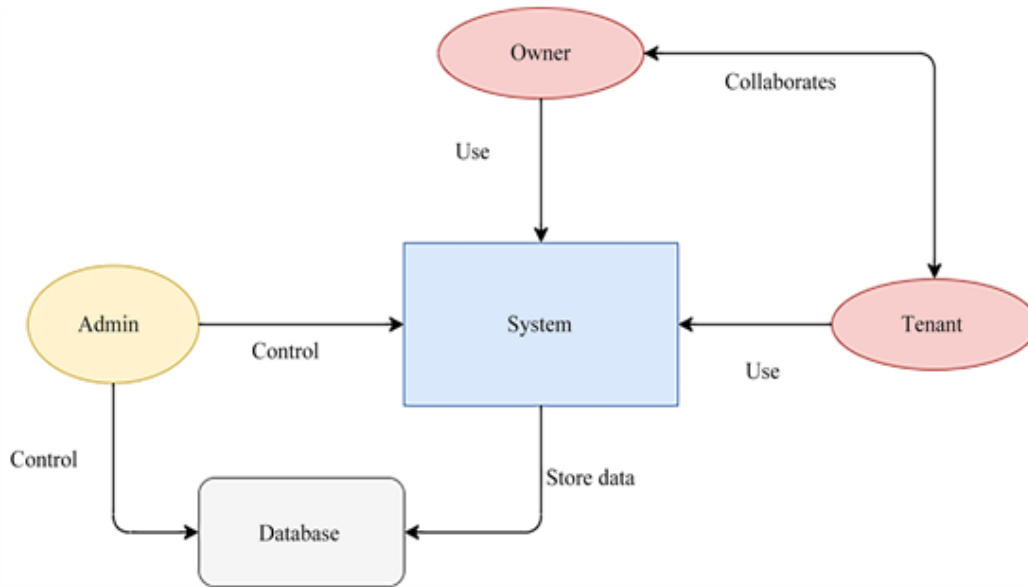 Owner
Collaborates
Use
Admin
System
Tenant
Control
Use
Control
Store data
Database